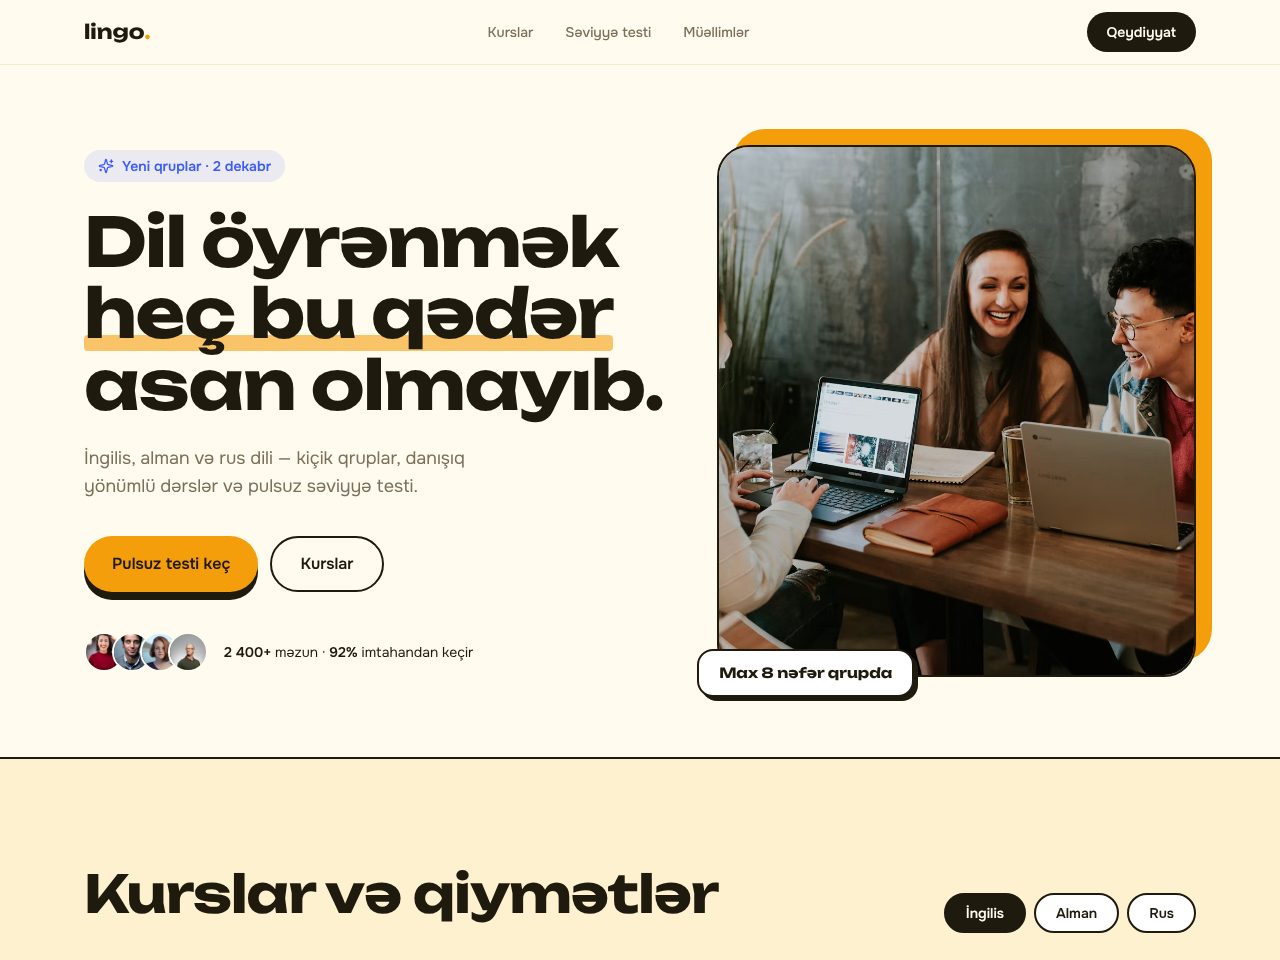 lingo.
Kurslar
Səviyyə testi
Müəllimlər
Qeydiyyat
Yeni qruplar · 2 dekabr
Dil öyrənmək
heç bu qədər
asan olmayıb.
İngilis, alman və rus dili — kiçik qruplar, danışıq
yönümlü dərslər və pulsuz səviyyə testi.
Pulsuz testi keç
Kurslar
2 400+ məzun · 92% imtahandan keçir
Max 8 nəfər qrupda
Kurslar və qiymətlər
İngilis
Alman
Rus